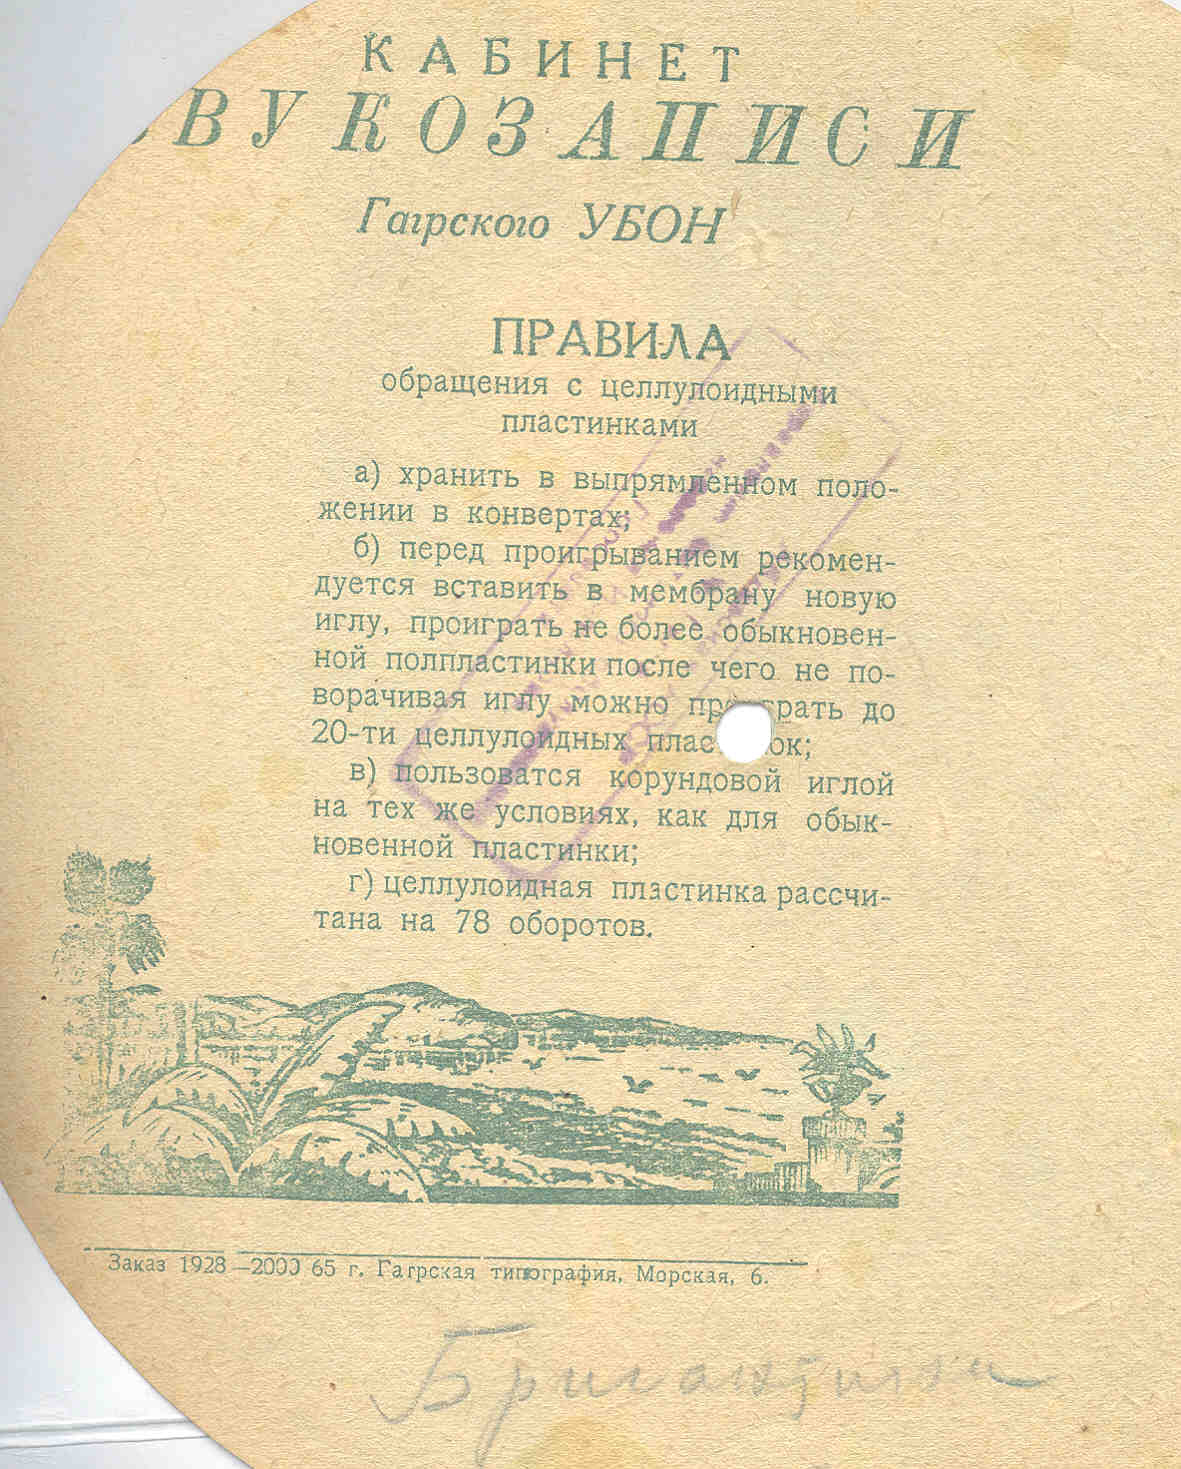 КАБИНЕТ
ЗВУКОЗАПИСИ
Гагрского УБОН
ПРАВИЛА
обращения с целлулоидными
пластинками
а) хранить в выпрямленном поло-
жении в конвертах;
б) перед проигрыванием рекомен-
дуется вставить в мембрану новую
иглу, проиграть не более обыкновен-
ной полпластинки после чего не по-
ворачивая иглу можно проиграть до
20-ти целлулоидных пластинок;
в) пользоватся корундовой иглой
на тех же условиях, как для обык-
новенной пластинки;
г) целлулоидная пластинка рассчи-
тана на 78 оборотов.
Заказ 1928—2000 65 г. Гагрская типография, Морская, 6.